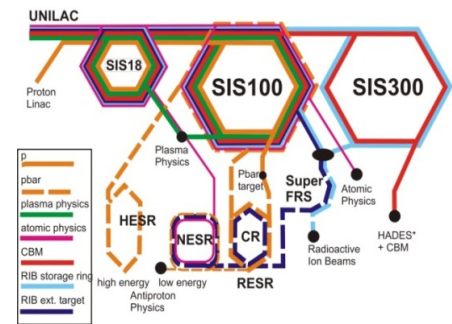 UNILAC
SIS18
SIS100
SIS300
Proton
Linac
Plasma
Physics
Pbar
target
Super
FRS
Atomic
Physics
HESR
NESR
CR
RESR
Radioactive
Ion Beams
HADES*
+ CBM
high energy low energy
Antiproton
Physics
p
pbar
plasma physics
atomic physics
CBM
RIB storage ring
RIB ext. target